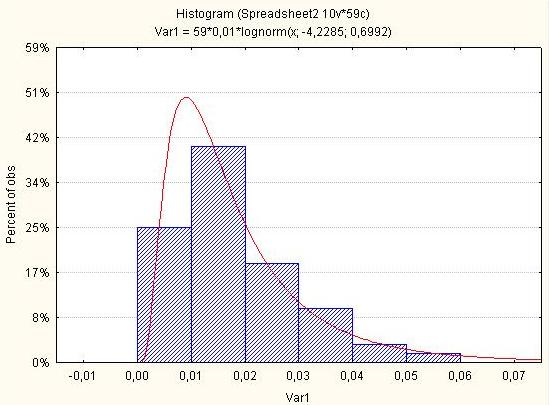 Histogram (Spreadsheet2 10v*59c)
Var1 = 59*0,01*lognorm(x; -4,2285; 0,6992)
59%
51%
42%
34%
25%
17%
8%
0%
Percent of obs
-0,01 0,00 0,01 0,02 0,03 0,04 0,05 0,06 0,07
Var1